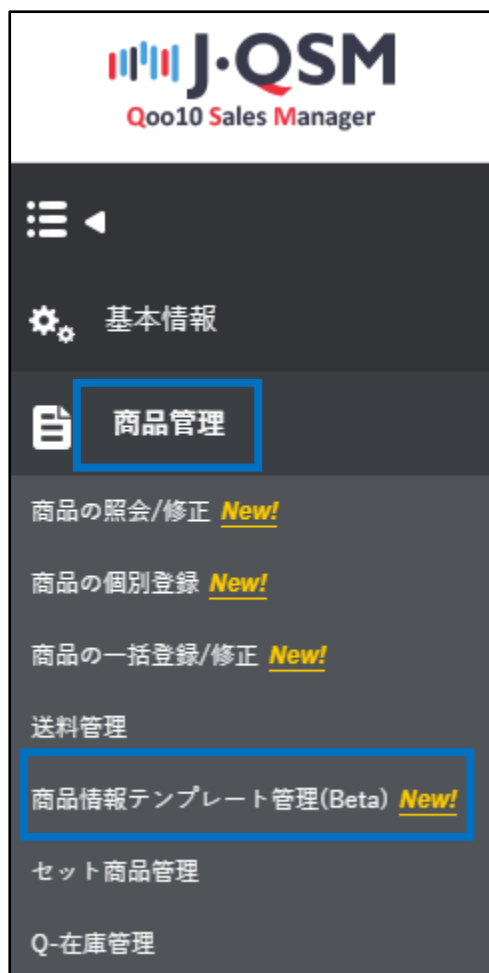 J·QSM
Qoo10 Sales Manager
基本情報
商品管理
商品の照会/修正 New!
商品の個別登録 New!
商品の一括登録/修正 New!
送料管理
商品情報テンプレート管理(Beta) New!
セット商品管理
Q-在庫管理